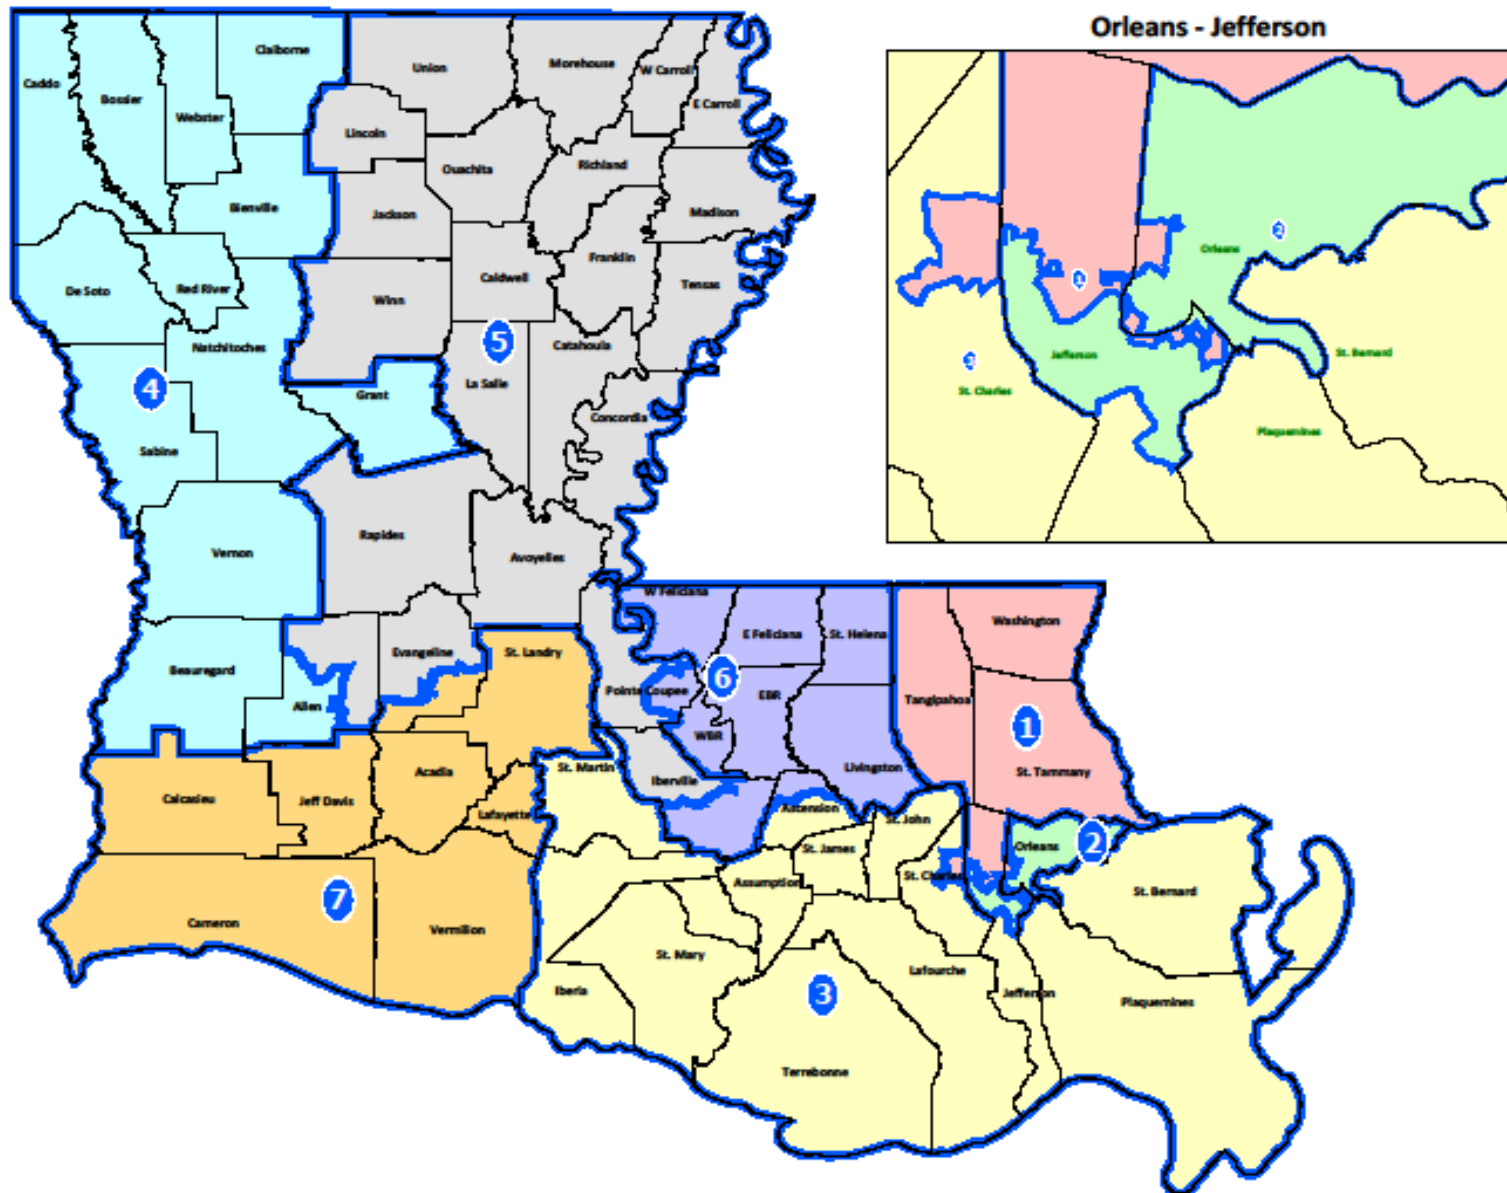 Orleans - Jefferson
Claiborne
Caddo
Bossier
Webster
Union
Morehouse
W Carroll
E Carroll
Lincoln
Ouachita
Richland
Bienville
Jackson
Madison
De Soto
Red River
Winn
Caldwell
Franklin
Tensas
Natchitoches
5
Catahoula
4
Grant
La Salle
Concordia
Sabine
Vernon
Rapides
Avoyelles
Beauregard
Allen
Evangeline
St. Landry
W Feliciana
E Feliciana
St. Helena
Washington
6
Pointe Coupee
EBR
Tangipahoa
WBR
1
Calcasieu
Jeff Davis
Acadia
Lafayette
St. Martin
Iberville
Livingston
St. Tammany
Ascension
St. John
St. James
Orleans
2
Assumption
St. Charles
St. Bernard
7
Cameron
Vermilion
St. Mary
Iberia
3
Lafourche
Jefferson
Plaquemines
Terrebonne
2
Orleans
1
Jefferson
St. Bernard
3
St. Charles
Plaquemines